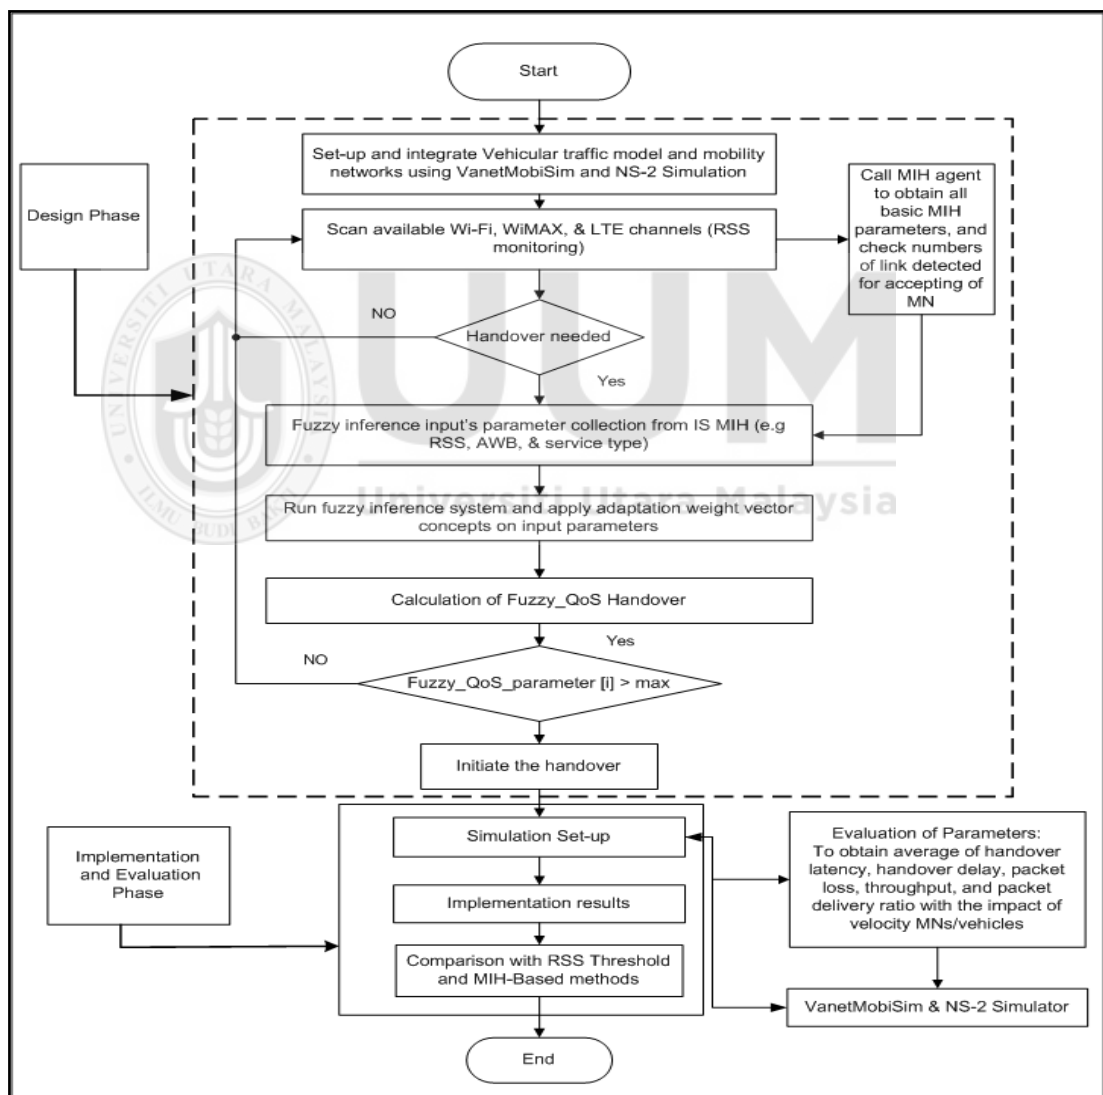 Start
Set-up and integrate Vehicular traffic model and mobility
networks using VanetMobiSim and NS-2 Simulation
Design Phase
Scan available Wi-Fi, WiMAX, & LTE channels (RSS
monitoring)
Call MIH agent
to obtain all
basic MIH
parameters, and
check numbers
of link detected
for accepting of
MN
NO
Handover needed
Yes
Fuzzy inference input's parameter collection from IS MIH (e.g
RSS, AWB, & service type)
Run fuzzy inference system and apply adaptation weight vector
concepts on input parameters
Calculation of Fuzzy_QoS Handover
Yes
NO
Fuzzy_QoS_parameter [i] > max
Initiate the handover
Implementation
and Evaluation
Phase
Simulation Set-up
Implementation results
Comparison with RSS Threshold
and MIH-Based methods
Evaluation of Parameters:
To obtain average of handover
latency, handover delay, packet
loss, throughput, and packet
delivery ratio with the impact of
velocity MNs/vehicles
VanetMobiSim & NS-2 Simulator
End
UUM
Universiti Utara Malaysia
UNIVERSITI UTARA MALAYSIA
ILMU BUDI BAKTI